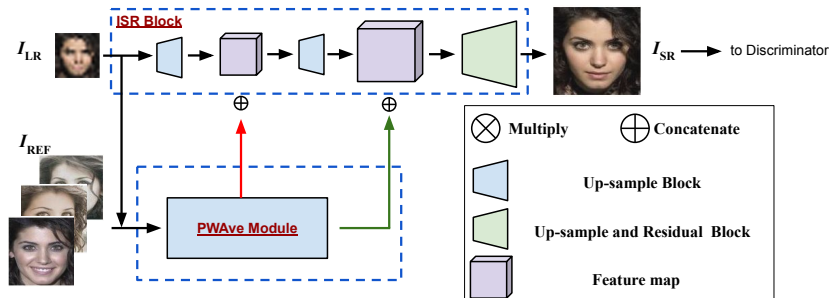 ISR Block
I_LR
I_SR
to Discriminator
I_REF
PWAve Module
Multiply
Concatenate
Up-sample Block
Up-sample and Residual Block
Feature map